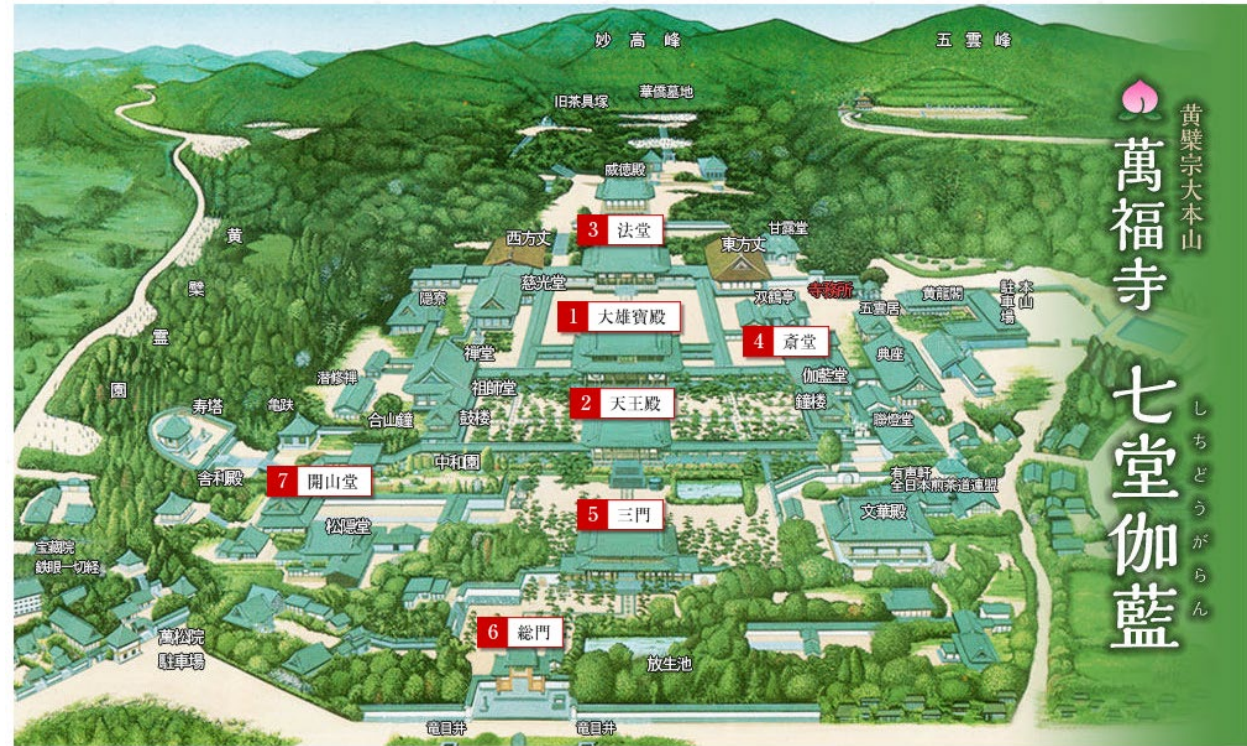 妙高峰
五雲峰
旧茶具塚
華僑墓地
威徳殿
3 法堂
西方丈
東方丈
甘露堂
慈光堂
隠寮
双鶴亭
寺務所
五雲居
黄龍閣
本山
駐車場
1 大雄寳殿
4 斎堂
禅堂
典座
潜修禅
祖師堂
伽藍堂
2 天王殿
寿塔
亀趺
合山鐘
鼓楼
鐘楼
聯燈堂
黄檗霊園
中和園
舎利殿
7 開山堂
有声軒
全日本煎茶道連盟
松隠堂
5 三門
文華殿
宝蔵院
鉄眼一切経
6 総門
萬松院
駐車場
放生池
竜目井
竜目井
黄檗宗大本山
萬福寺 七堂伽藍
しちどうがらん